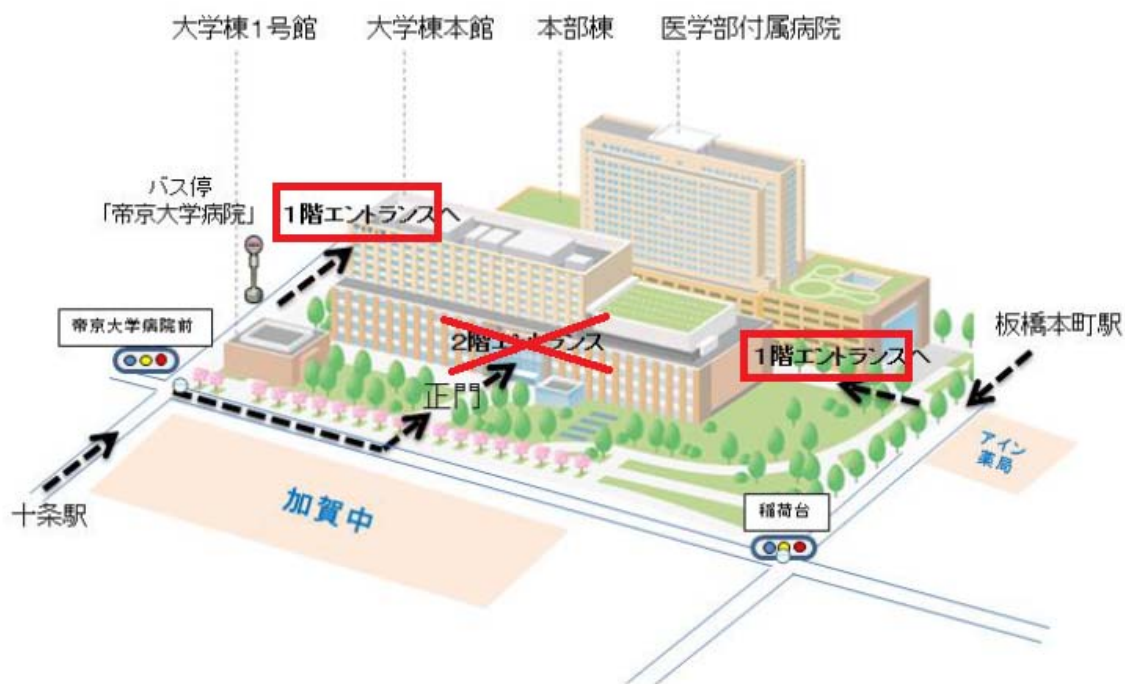 大学棟1号館
大学棟本館
本部棟
医学部付属病院
バス停
「帝京大学病院」
1階エントランスへ
帝京大学病院前
2階エントランス
1階エントランスへ
板橋本町駅
正門
アイン
薬局
十条駅
加賀中
稲荷台